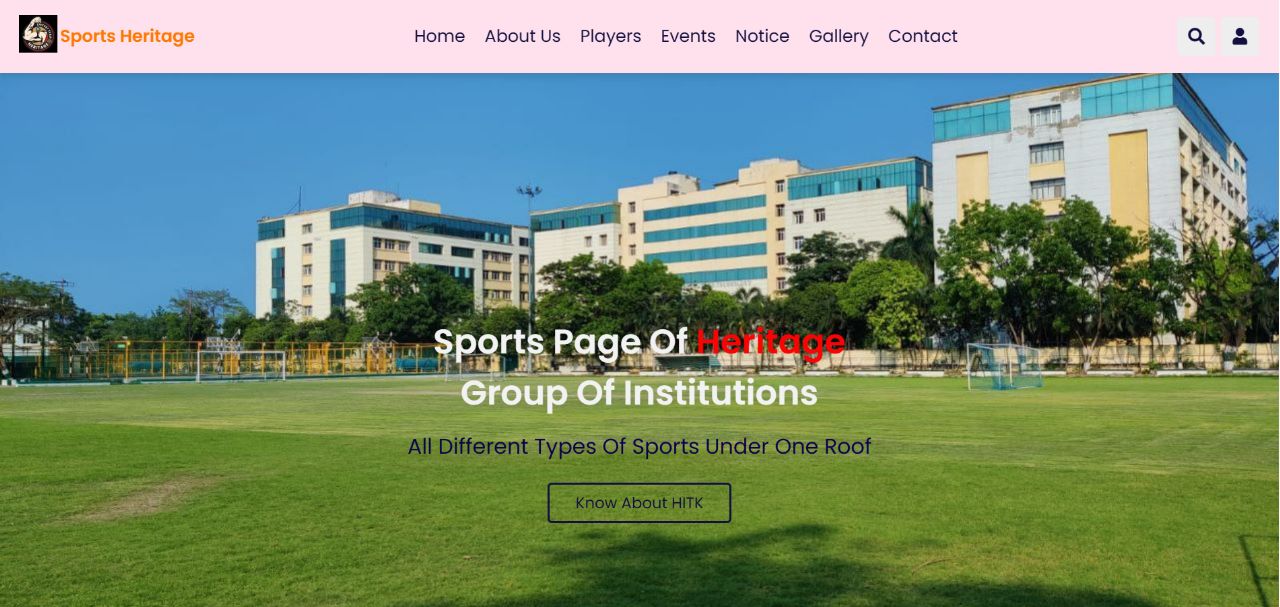 Sports Heritage
Home About Us Players Events Notice Gallery Contact
Sports Page Of Heritage
Group Of Institutions
All Different Types Of Sports Under One Roof
Know About HITK